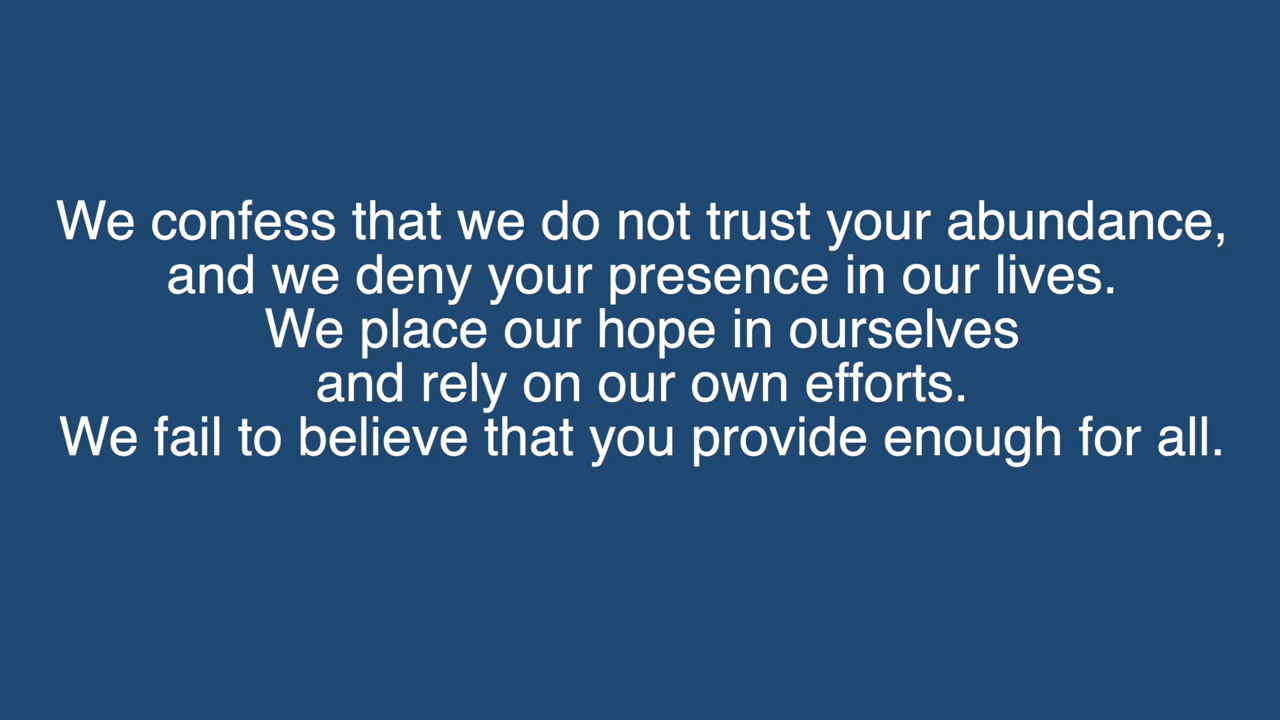 We confess that we do not trust your abundance,
and we deny your presence in our lives.
We place our hope in ourselves
and rely on our own efforts.
We fail to believe that you provide enough for all.